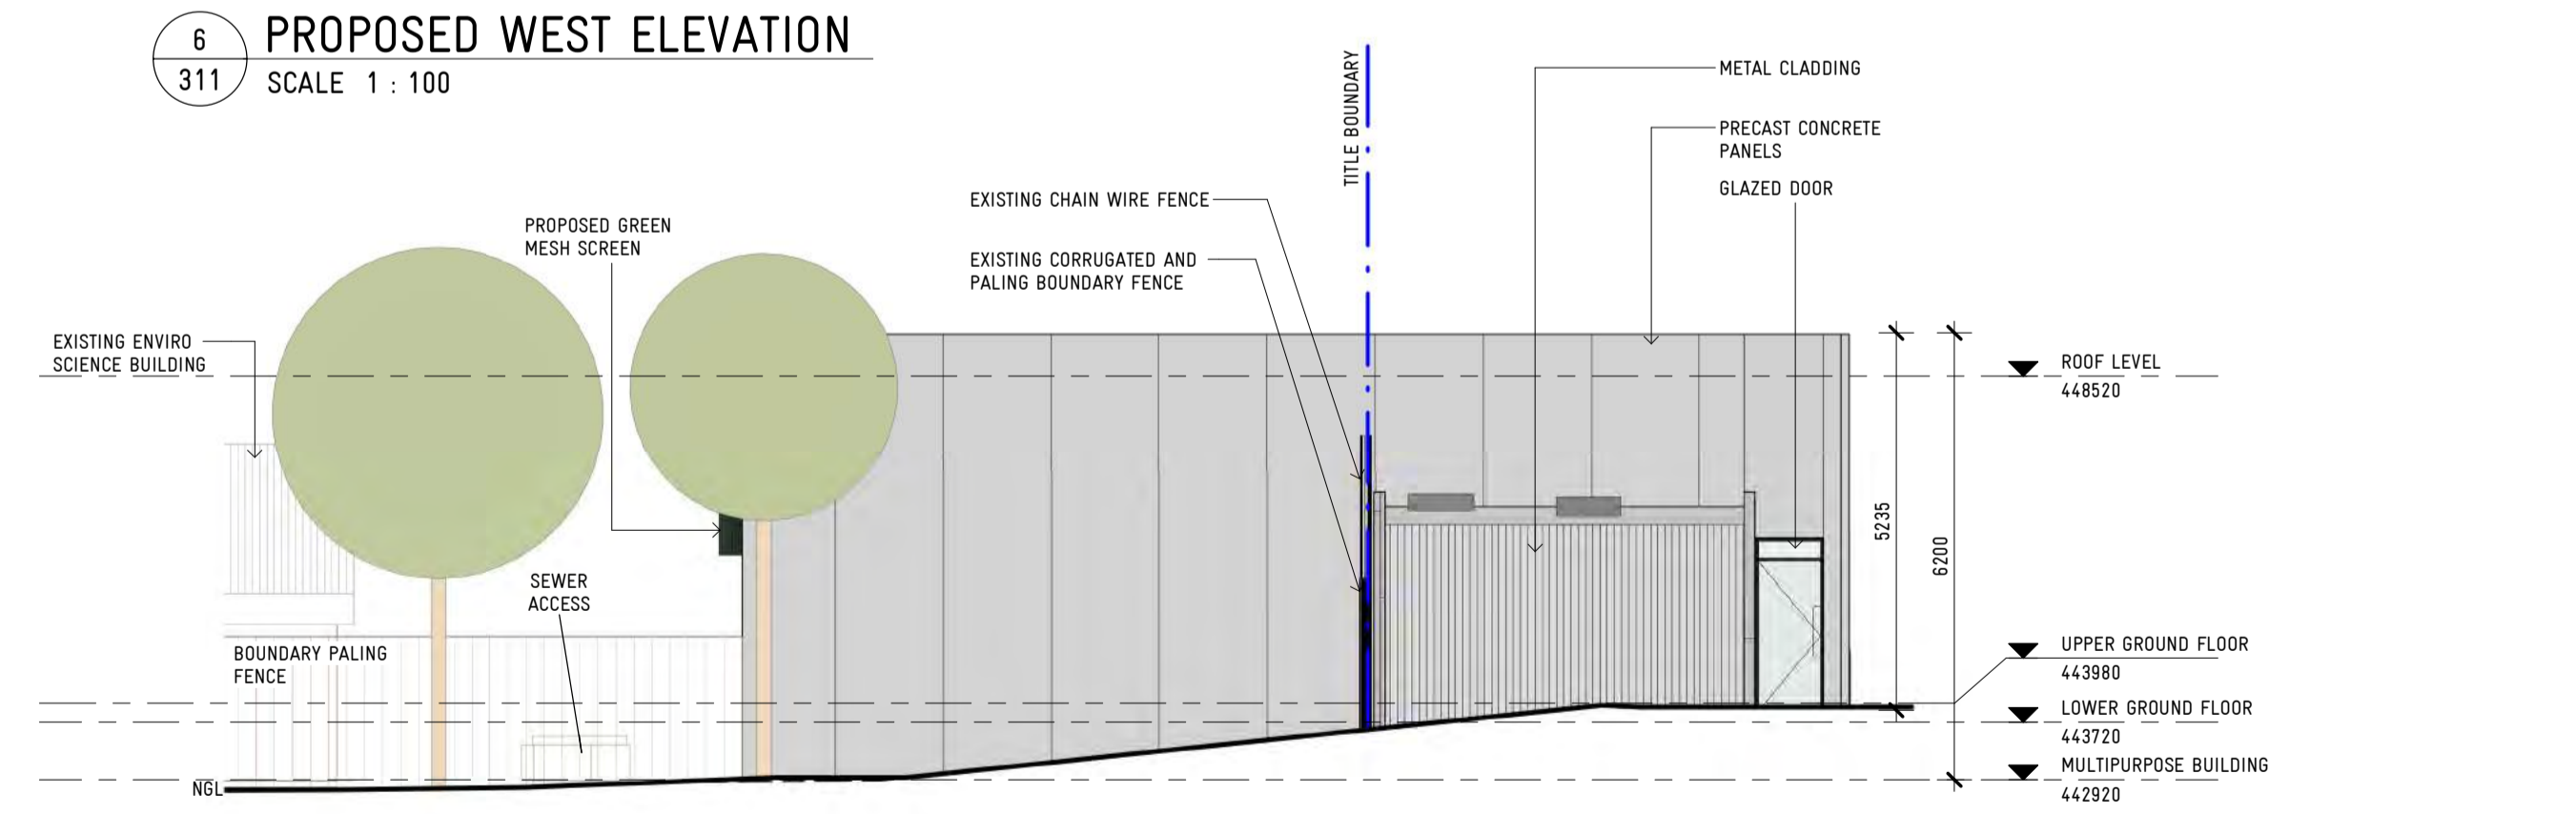 6
311
PROPOSED WEST ELEVATION
SCALE 1 : 100
TITLE BOUNDARY
METAL CLADDING
PRECAST CONCRETE
PANELS
GLAZED DOOR
EXISTING CHAIN WIRE FENCE
EXISTING CORRUGATED AND
PALING BOUNDARY FENCE
PROPOSED GREEN
MESH SCREEN
EXISTING ENVIRO
SCIENCE BUILDING
SEWER
ACCESS
BOUNDARY PALING
FENCE
NGL
5235
6200
ROOF LEVEL
448520
UPPER GROUND FLOOR
443980
LOWER GROUND FLOOR
443720
MULTIPURPOSE BUILDING
442920